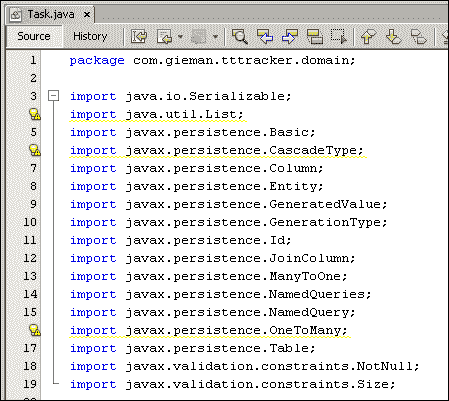 Task.java
Source History
1 package com.gieman.tttracker.domain;
2
3 import java.io.Serializable;
import java.util.List;
5 import javax.persistence.Basic;
import javax.persistence.CascadeType;
7 import javax.persistence.Column;
8 import javax.persistence.Entity;
9 import javax.persistence.GeneratedValue;
10 import javax.persistence.GenerationType;
11 import javax.persistence.Id;
12 import javax.persistence.JoinColumn;
13 import javax.persistence.ManyToOne;
14 import javax.persistence.NamedQueries;
15 import javax.persistence.NamedQuery;
import javax.persistence.OneToMany;
17 import javax.persistence.Table;
18 import javax.validation.constraints.NotNull;
19 import javax.validation.constraints.Size;